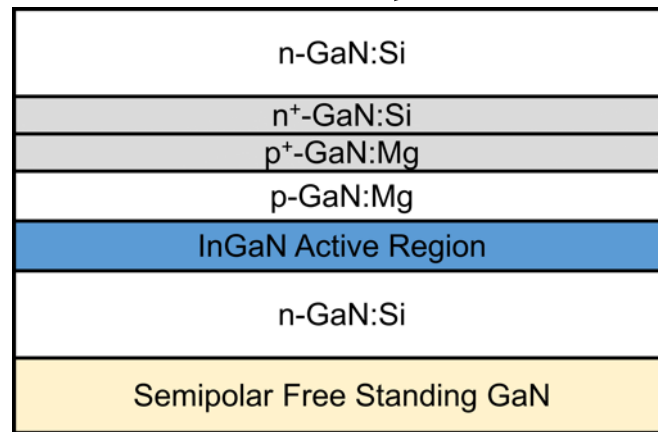 n-GaN:Si
n⁺-GaN:Si
p⁺-GaN:Mg
p-GaN:Mg
InGaN Active Region
n-GaN:Si
Semipolar Free Standing GaN